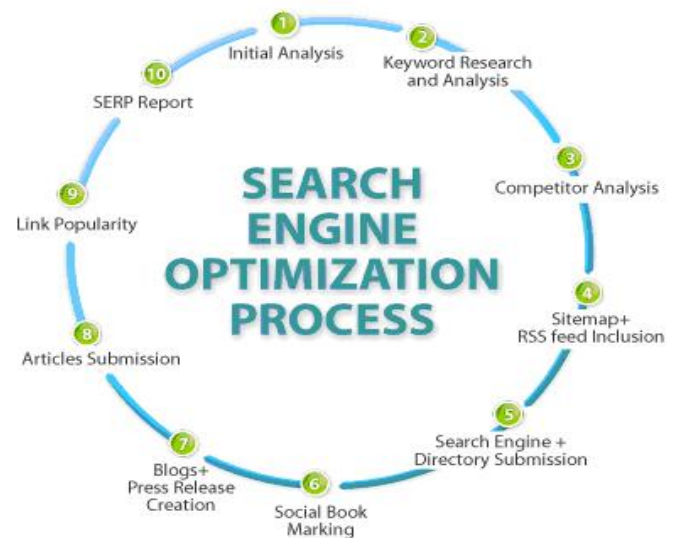 1
Initial Analysis
2
Keyword Research
and Analysis
3
Competitor Analysis
4
Sitemap+
RSS feed Inclusion
5
Search Engine +
Directory Submission
6
Social Book
Marking
7
Blogs+
Press Release
Creation
8
Articles Submission
9
Link Popularity
10
SERP Report
SEARCH
ENGINE
OPTIMIZATION
PROCESS